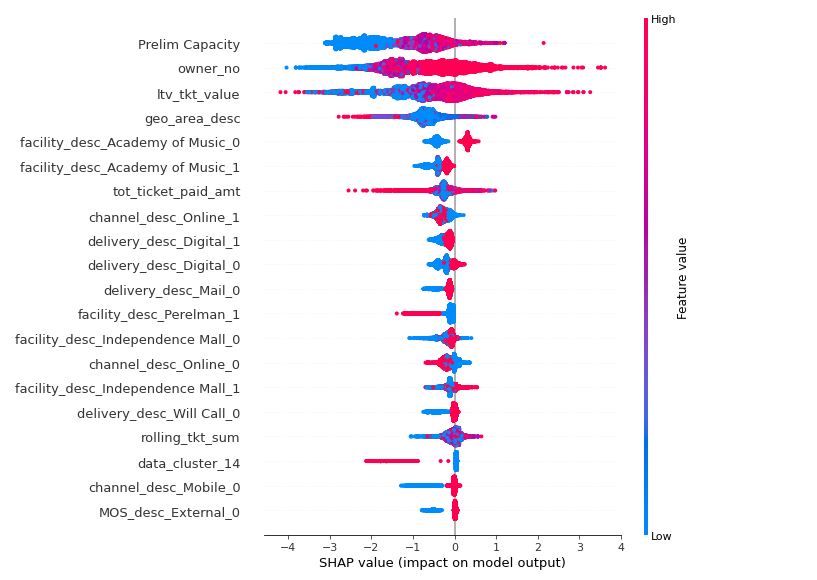 High
Prelim Capacity
owner_no
ltv_tkt_value
geo_area_desc
facility_desc_Academy of Music_0
facility_desc_Academy of Music_1
tot_ticket_paid_amt
channel_desc_Online_1
delivery_desc_Digital_1
delivery_desc_Digital_0
delivery_desc_Mail_0
facility_desc_Perelman_1
facility_desc_Independence Mall_0
channel_desc_Online_0
facility_desc_Independence Mall_1
delivery_desc_Will Call_0
rolling_tkt_sum
data_cluster_14
channel_desc_Mobile_0
MOS_desc_External_0
Feature value
Low
−4 −3 −2 −1 0 1 2 3 4
SHAP value (impact on model output)